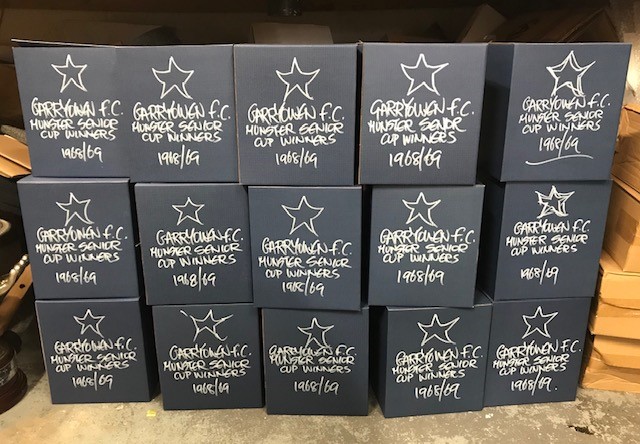 GARRYOWEN F.C.
MUNSTER SENIOR
CUP WINNERS
1968/69
GARRYOWEN F.C.
MUNSTER SENIOR
CUP WINNERS
1968/69
GARRYOWEN F.C.
MUNSTER SENIOR
CUP WINNERS
1968/69
GARRYOWEN F.C.
MUNSTER SENIOR
CUP WINNERS
1968/69
GARRYOWEN F.C.
MUNSTER SENIOR
CUP WINNERS
1968/69
GARRYOWEN F.C.
MUNSTER SENIOR
CUP WINNERS
1968/69
GARRYOWEN F.C.
MUNSTER SENIOR
CUP WINNERS
1968/69
GARRYOWEN F.C.
MUNSTER SENIOR
CUP WINNERS
1968/69
GARRYOWEN F.C.
MUNSTER SENIOR
CUP WINNERS
1968/69
GARRYOWEN F.C.
MUNSTER SENIOR
CUP WINNERS
1968/69
GARRYOWEN F.C.
MUNSTER SENIOR
CUP WINNERS
1968/69
GARRYOWEN F.C.
MUNSTER SENIOR
CUP WINNERS
1968/69
GARRYOWEN F.C.
MUNSTER SENIOR
CUP WINNERS
1968/69
GARRYOWEN F.C.
MUNSTER SENIOR
CUP WINNERS
1968/69
GARRYOWEN F.C.
MUNSTER SENIOR
CUP WINNERS
1968/69